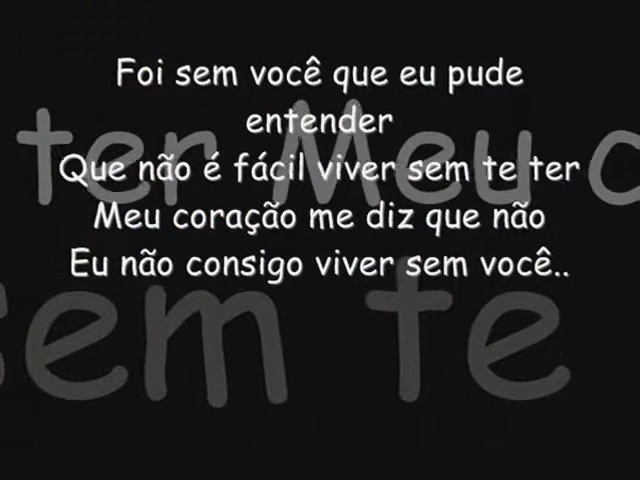 Foi sem você que eu pude
entender
Que não é fácil viver sem te ter
Meu coração me diz que não
Eu não consigo viver sem você..
ter Meu c
sem te